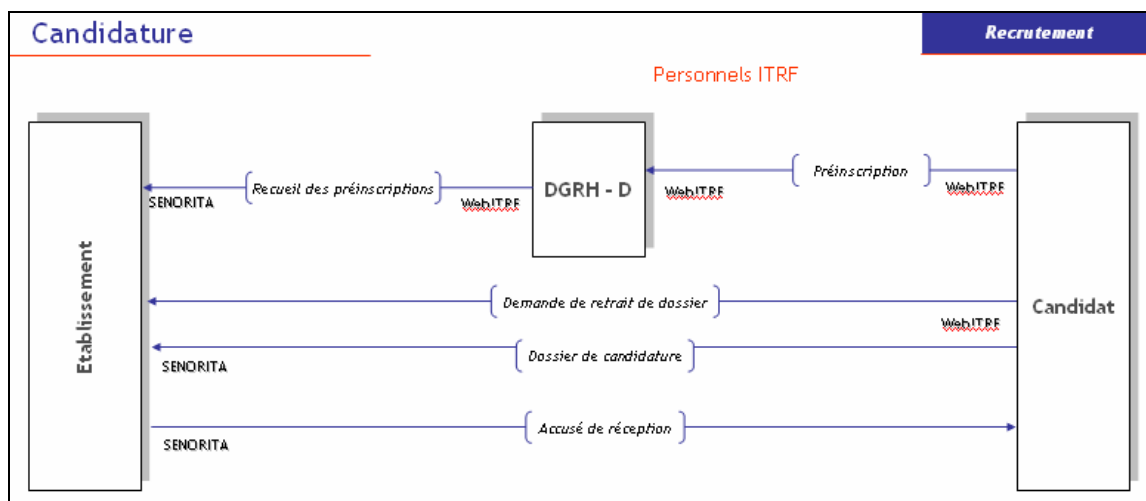 Candidature
Recrutement
Personnels ITRF
Préinscription
Recueil des préinscriptions
DGRH - D
WebITRF
WebITRF
SENORITA
WebITRF
Etablissement
Demande de retrait de dossier
Candidat
WebITRF
Dossier de candidature
SENORITA
Accusé de réception
SENORITA